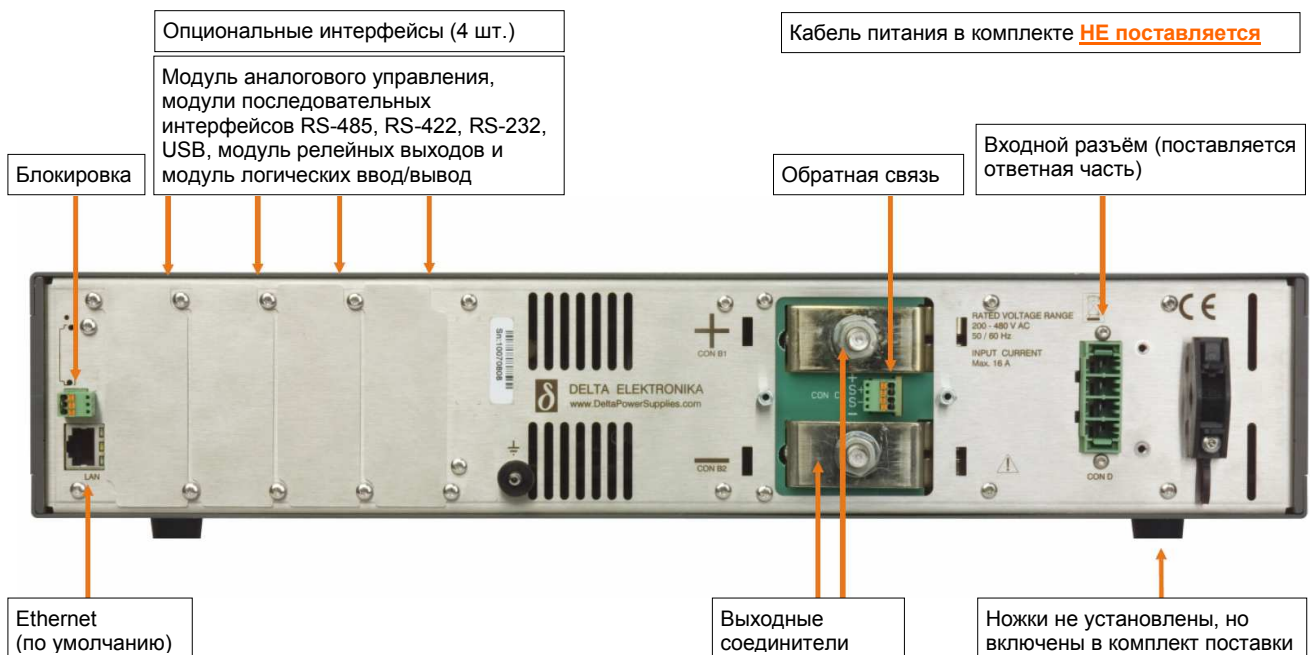 Опциональные интерфейсы (4 шт.)
Кабель питания в комплекте НЕ поставляется
Модуль аналогового управления,
модули последовательных
интерфейсов RS-485, RS-422, RS-232,
USB, модуль релейных выходов и
модуль логических ввод/вывод
Блокировка
Обратная связь
Входной разъём (поставляется
ответная часть)
Sn:10070808
CON B1
DELTA ELEKTRONIKA
www.DeltaPowerSupplies.com
CON B2
LAN
CON C
+
S
+
S
-
RATED VOLTAGE RANGE
200 - 480 V AC
50 / 60 Hz
INPUT CURRENT
Max. 16 A
CE
CON D
Ethernet
(по умолчанию)
Выходные
соединители
Ножки не установлены, но
включены в комплект поставки